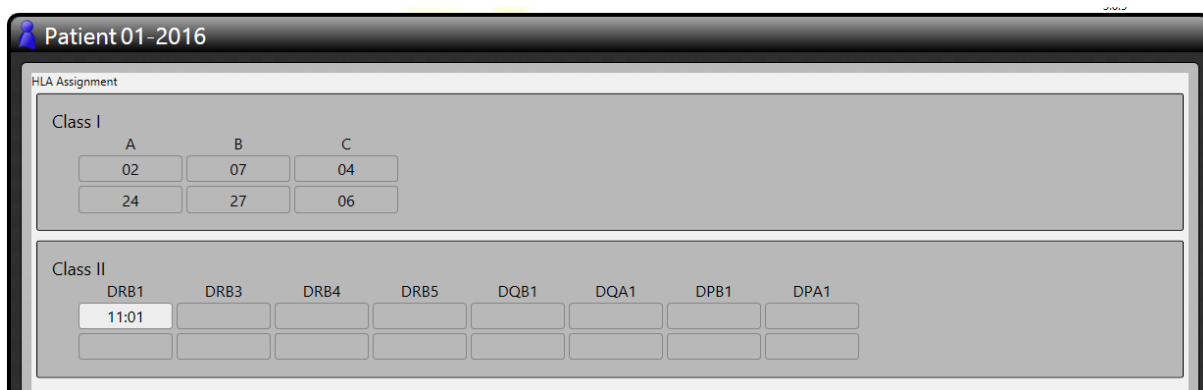 Patient 01-2016
HLA Assignment
Class I
A B C
02 07 04
24 27 06
Class II
DRB1 DRB3 DRB4 DRB5 DQB1 DQA1 DPB1 DPA1
11:01